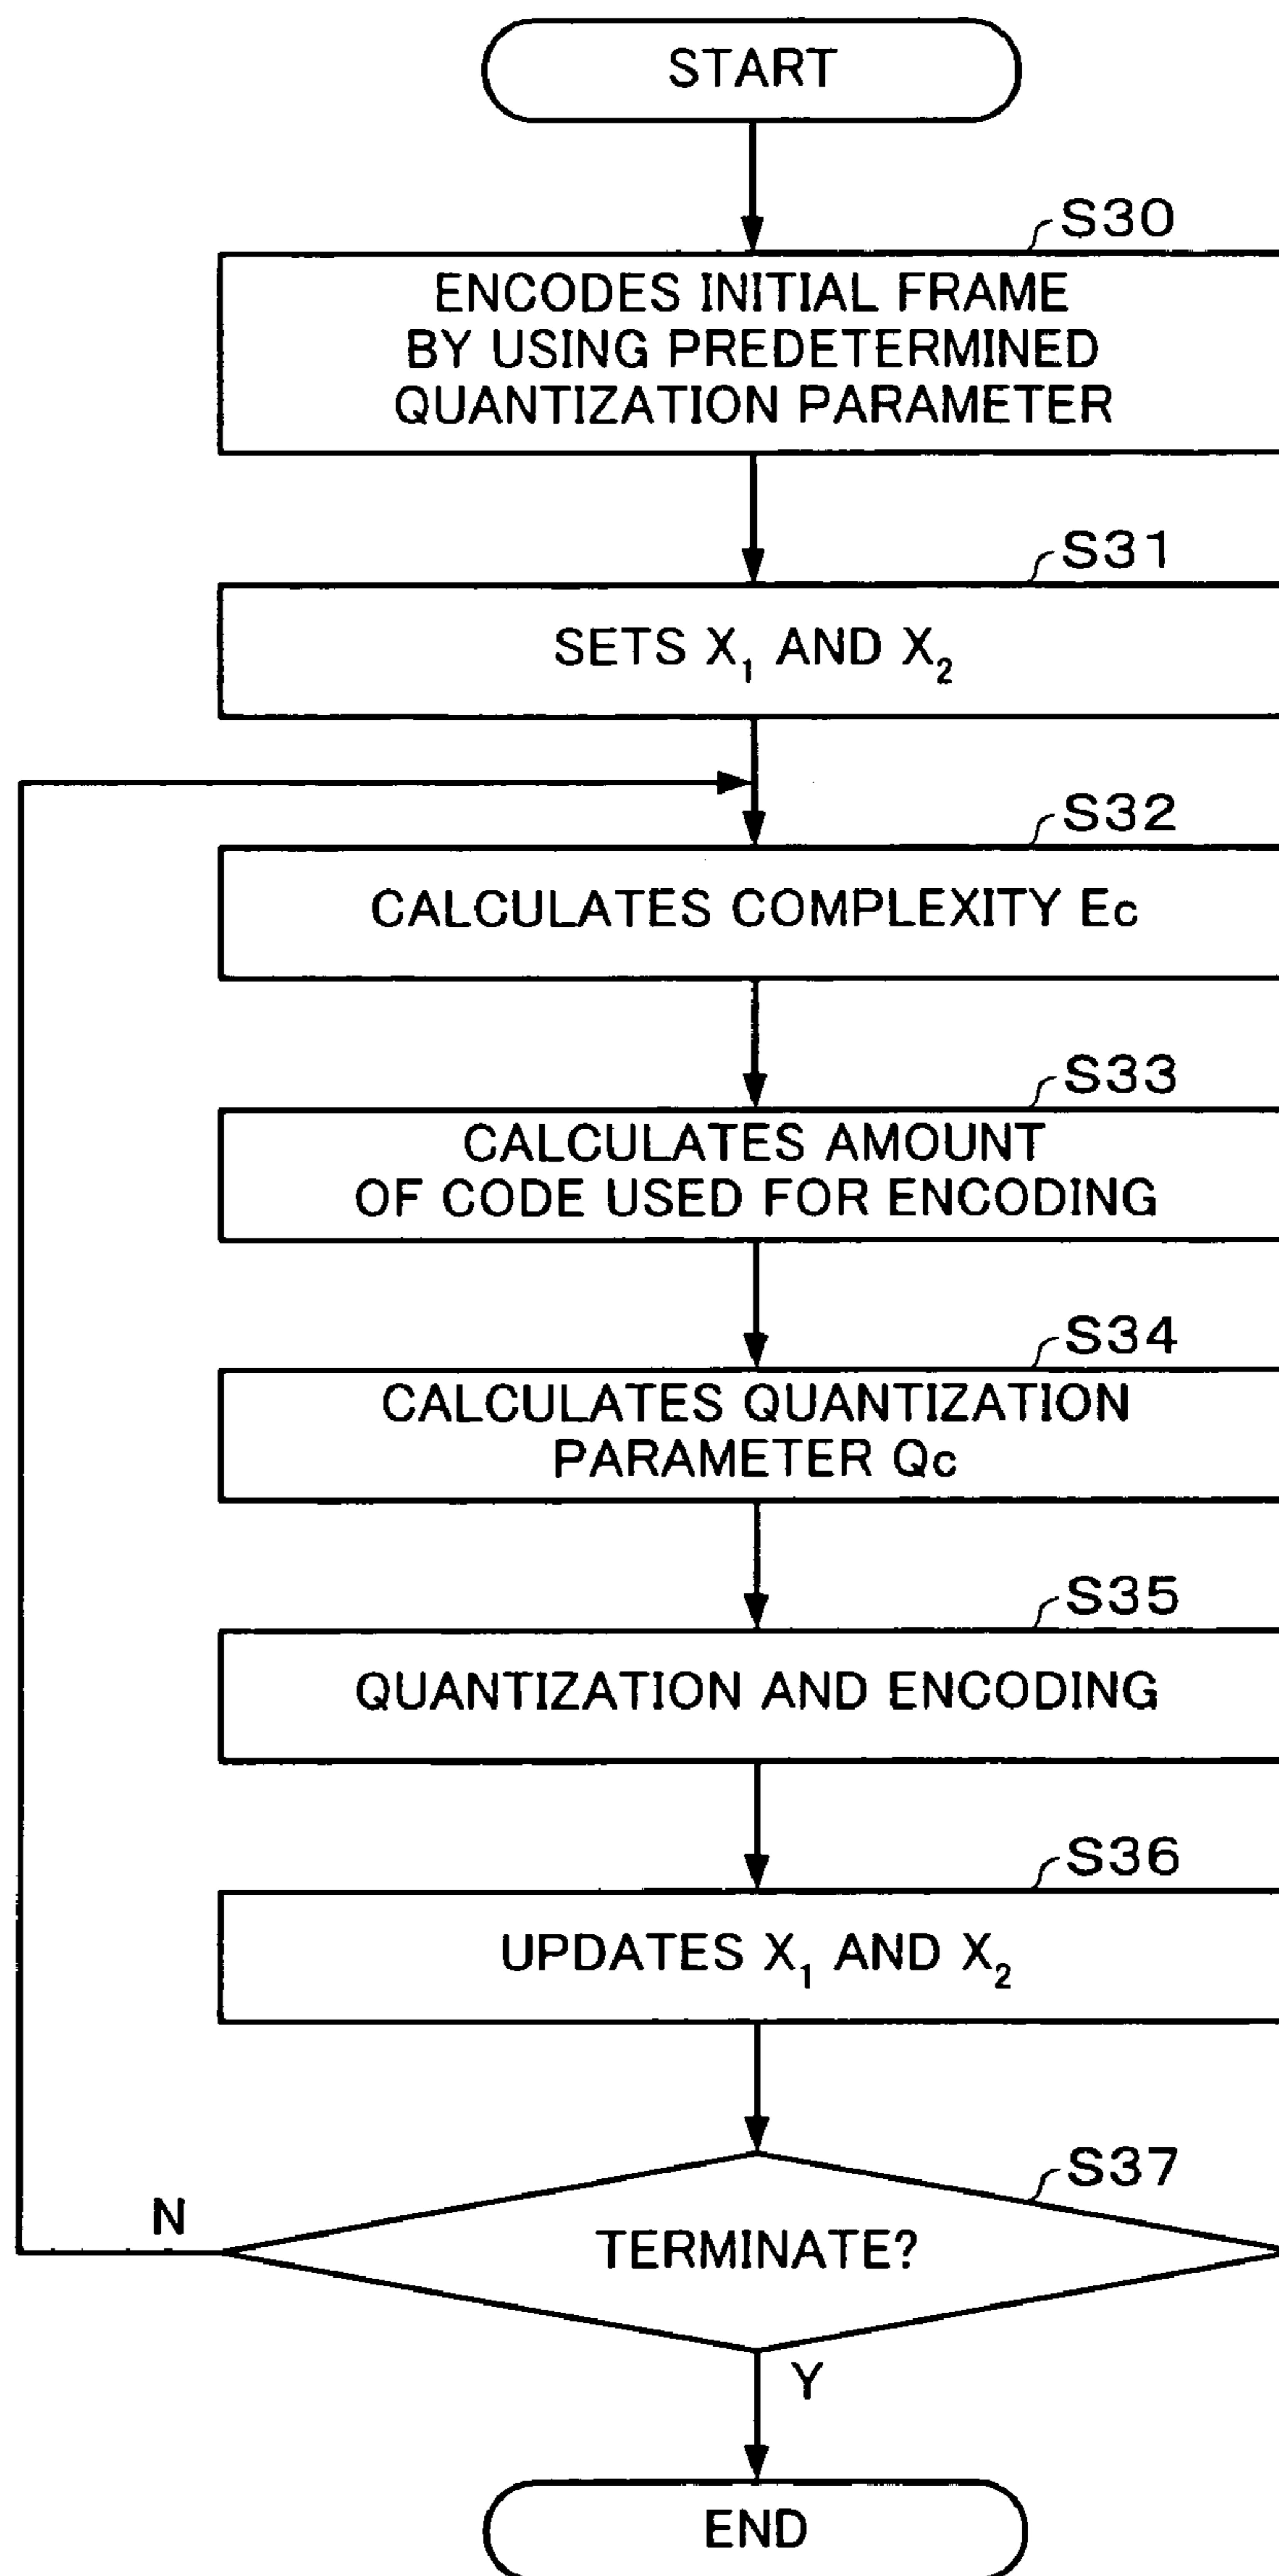 START
S30
ENCODES INITIAL FRAME
BY USING PREDETERMINED
QUANTIZATION PARAMETER
S31
SETS X₁ AND X₂
S32
CALCULATES COMPLEXITY Ec
S33
CALCULATES AMOUNT
OF CODE USED FOR ENCODING
S34
CALCULATES QUANTIZATION
PARAMETER Qc
S35
QUANTIZATION AND ENCODING
S36
UPDATES X₁ AND X₂
S37
N
TERMINATE?
Y
END